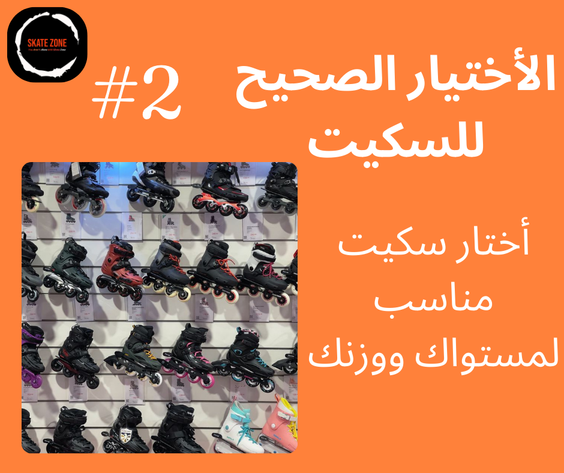 SKATE ZONE
#2
الأختيار الصحيح
للسكيت
أختار سكيت
مناسب
لمستواك ووزنك